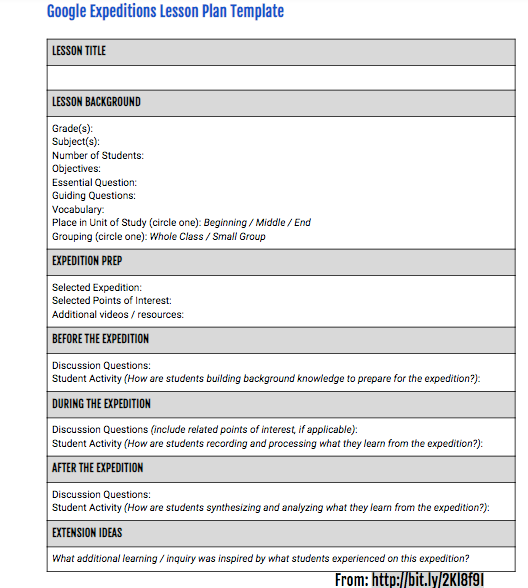 Google Expeditions Lesson Plan Template
LESSON TITLE
LESSON BACKGROUND
Grade(s):
Subject(s):
Number of Students:
Objectives:
Essential Question:
Guiding Questions:
Vocabulary:
Place in Unit of Study (circle one): Beginning / Middle / End
Grouping (circle one): Whole Class / Small Group
EXPEDITION PREP
Selected Expedition:
Selected Points of Interest:
Additional videos / resources:
BEFORE THE EXPEDITION
Discussion Questions:
Student Activity (How are students building background knowledge to prepare for the expedition?):
DURING THE EXPEDITION
Discussion Questions (include related points of interest, if applicable):
Student Activity (How are students recording and processing what they learn from the expedition?):
AFTER THE EXPEDITION
Discussion Questions:
Student Activity (How are students synthesizing and analyzing what they learn from the expedition?):
EXTENSION IDEAS
What additional learning / inquiry was inspired by what students experienced on this expedition?
From: http://bit.ly/2Kl8f9I